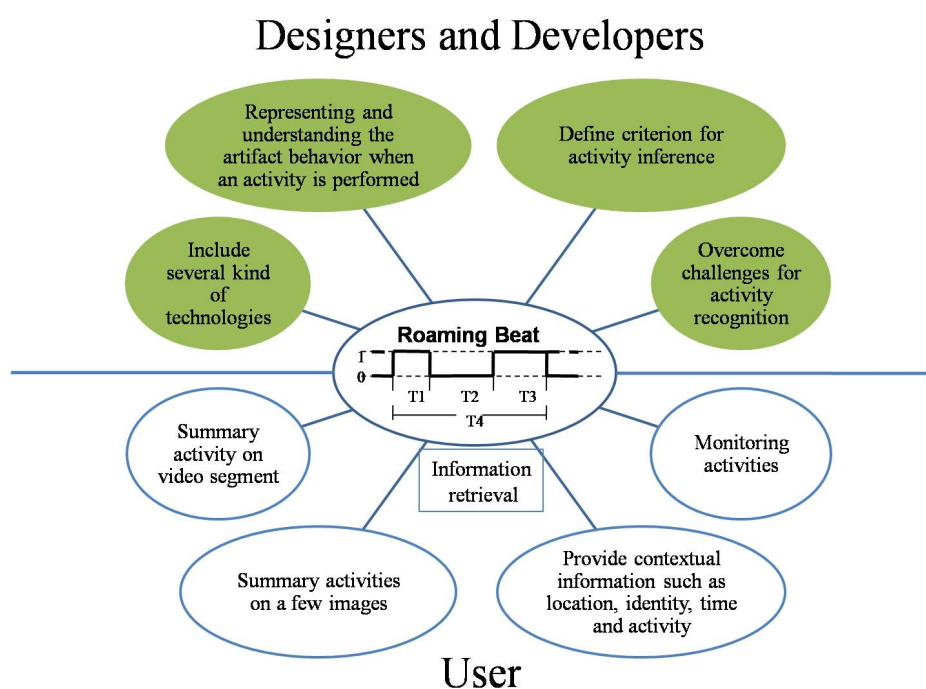 Designers and Developers
Representing and
understanding the
artifact behavior when
an activity is performed
Define criterion for
activity inference
Include
several kind
of
technologies
Overcome
challenges for
activity
recognition
Roaming Beat
1
0
T1 T2 T3
T4
Summary
activity on
video segment
Information
retrieval
Monitoring
activities
Summary activities
on a few images
Provide contextual
information such as
location, identity, time
and activity
User